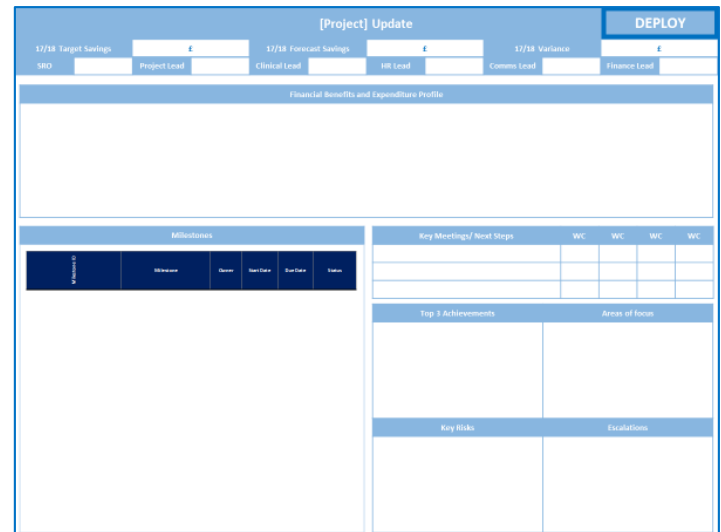 [Project] Update
DEPLOY
17/18 Target Savings £ 17/18 Forecast Savings £ 17/18 Variance £
SRO Project Lead Clinical Lead HR Lead Comms Lead Finance Lead
Financial Benefits and Expenditure Profile
Milestones
Milestone ID Milestone Owner Start Date Due Date Status
Key Meetings/ Next Steps WC WC WC WC
Top 3 Achievements Areas of focus
Key Risks Escalations